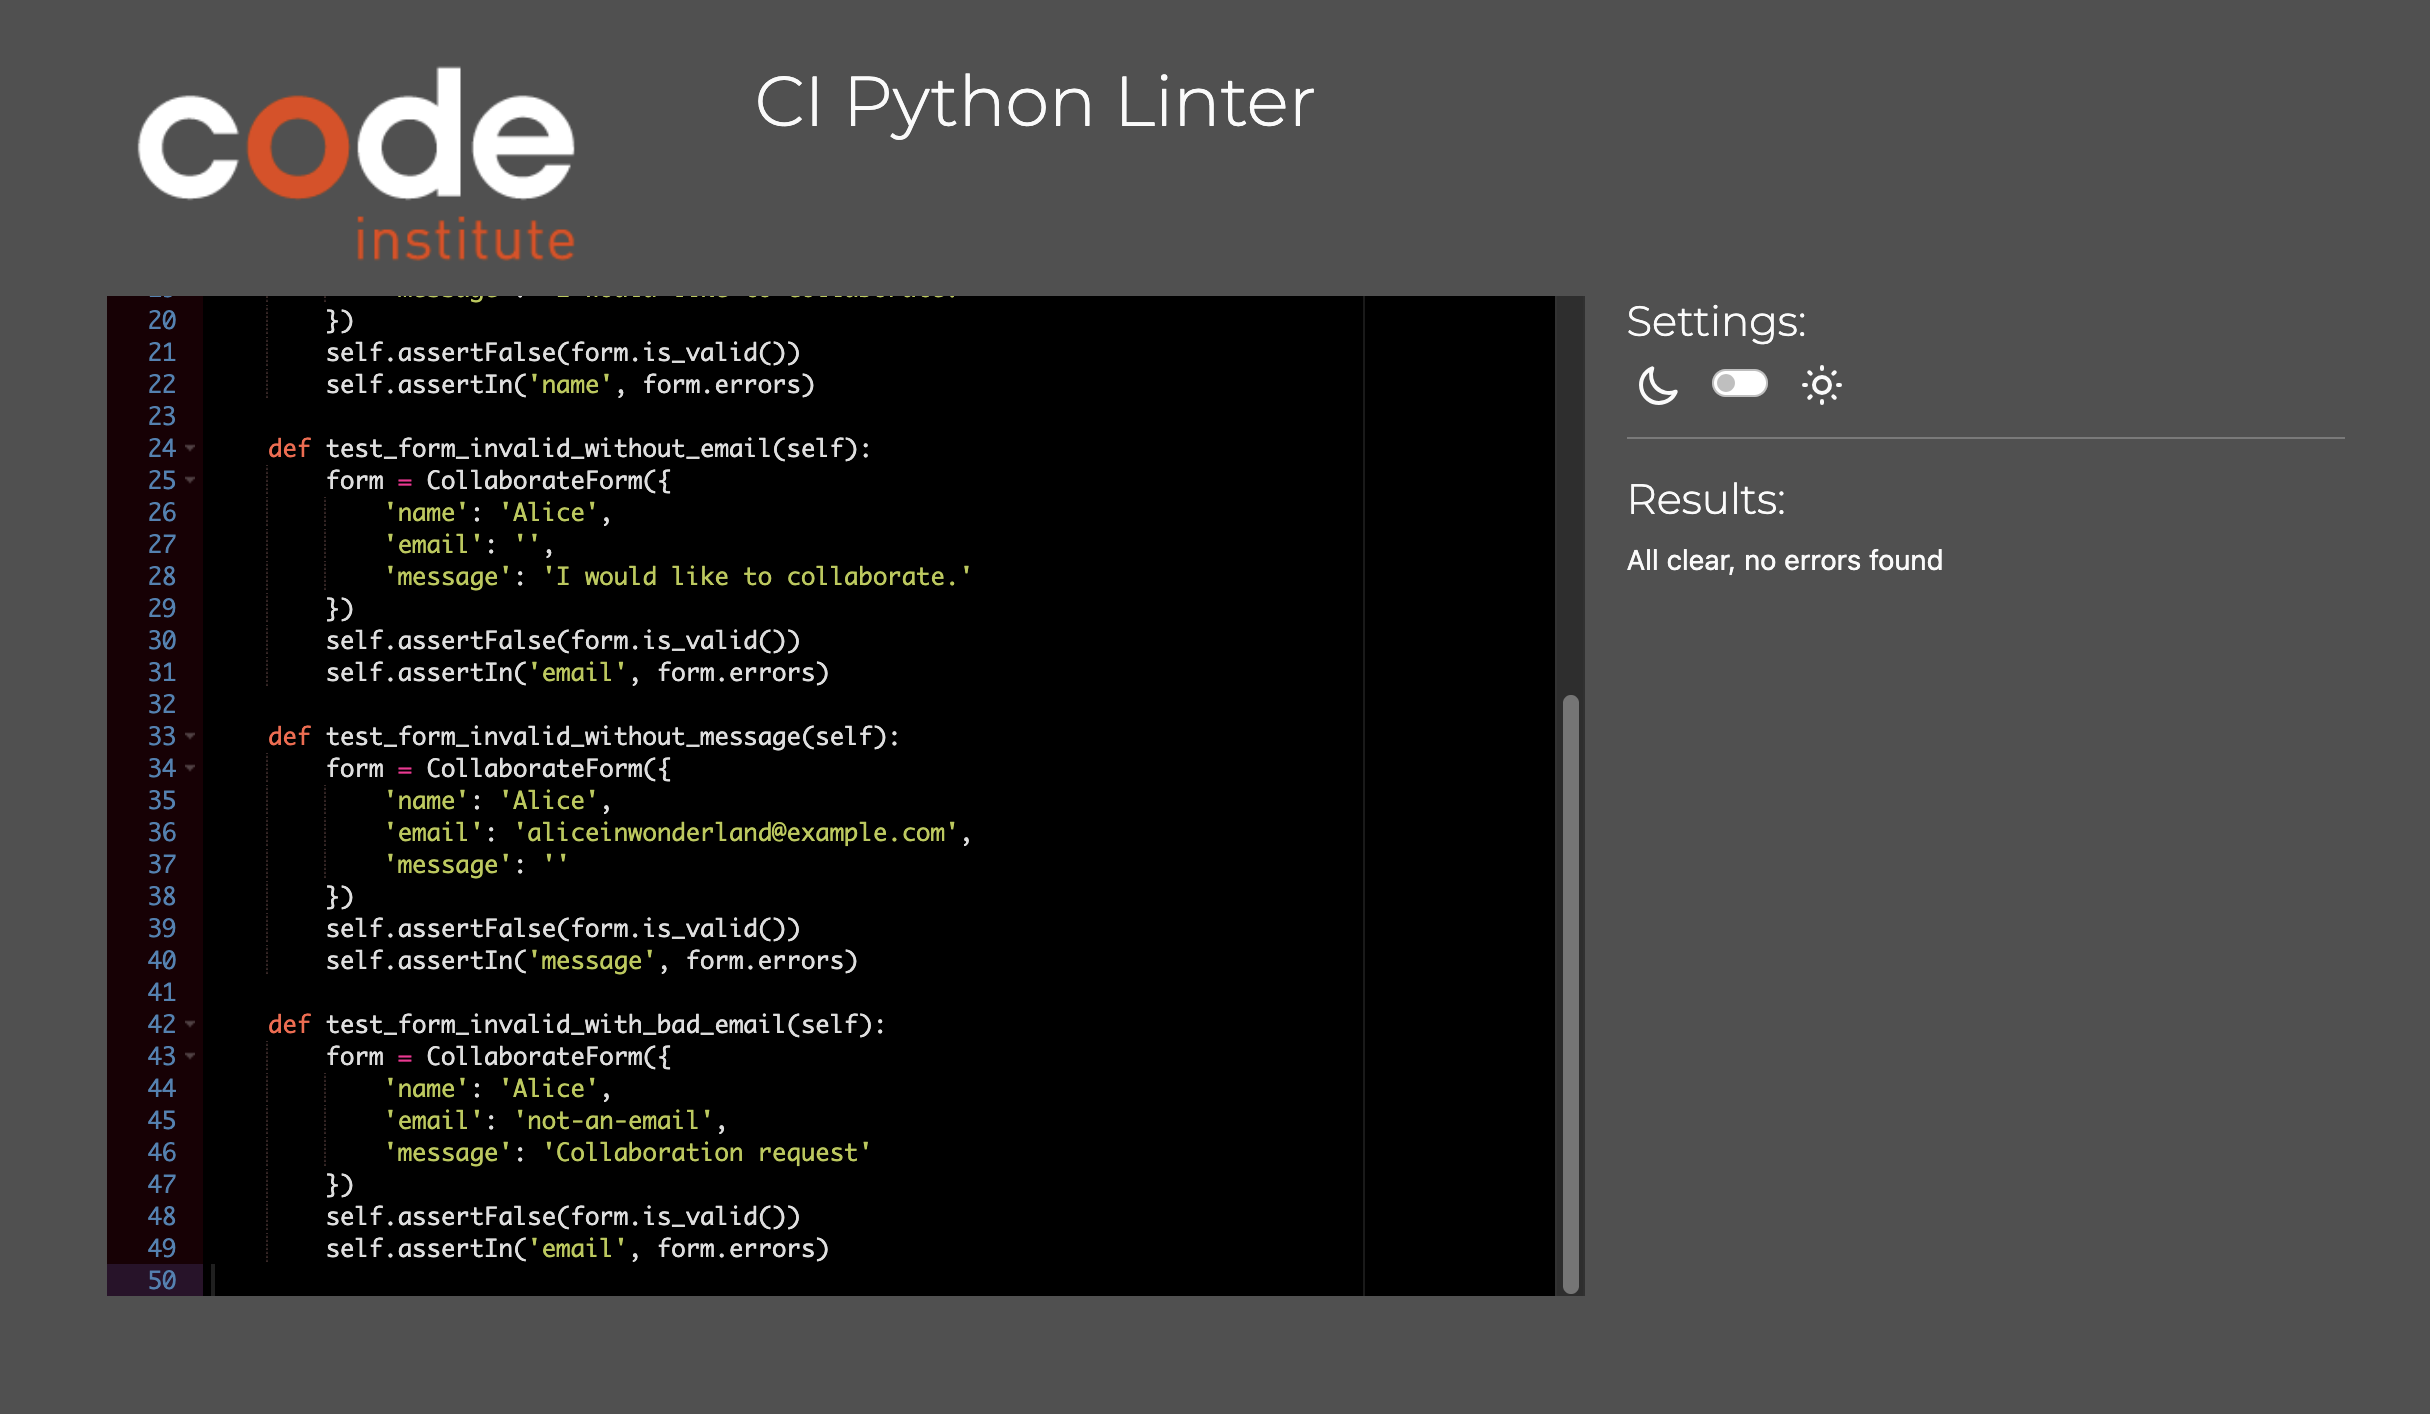 code
institute
CI Python Linter
20 })
21 self.assertFalse(form.is_valid())
22 self.assertIn('name', form.errors)
23
24 def test_form_invalid_without_email(self):
25 form = CollaborateForm({
26 'name': 'Alice',
27 'email': '',
28 'message': 'I would like to collaborate.'
29 })
30 self.assertFalse(form.is_valid())
31 self.assertIn('email', form.errors)
32
33 def test_form_invalid_without_message(self):
34 form = CollaborateForm({
35 'name': 'Alice',
36 'email': 'aliceinwonderland@example.com',
37 'message': ''
38 })
39 self.assertFalse(form.is_valid())
40 self.assertIn('message', form.errors)
41
42 def test_form_invalid_with_bad_email(self):
43 form = CollaborateForm({
44 'name': 'Alice',
45 'email': 'not-an-email',
46 'message': 'Collaboration request'
47 })
48 self.assertFalse(form.is_valid())
49 self.assertIn('email', form.errors)
50
Settings:
Results:
All clear, no errors found